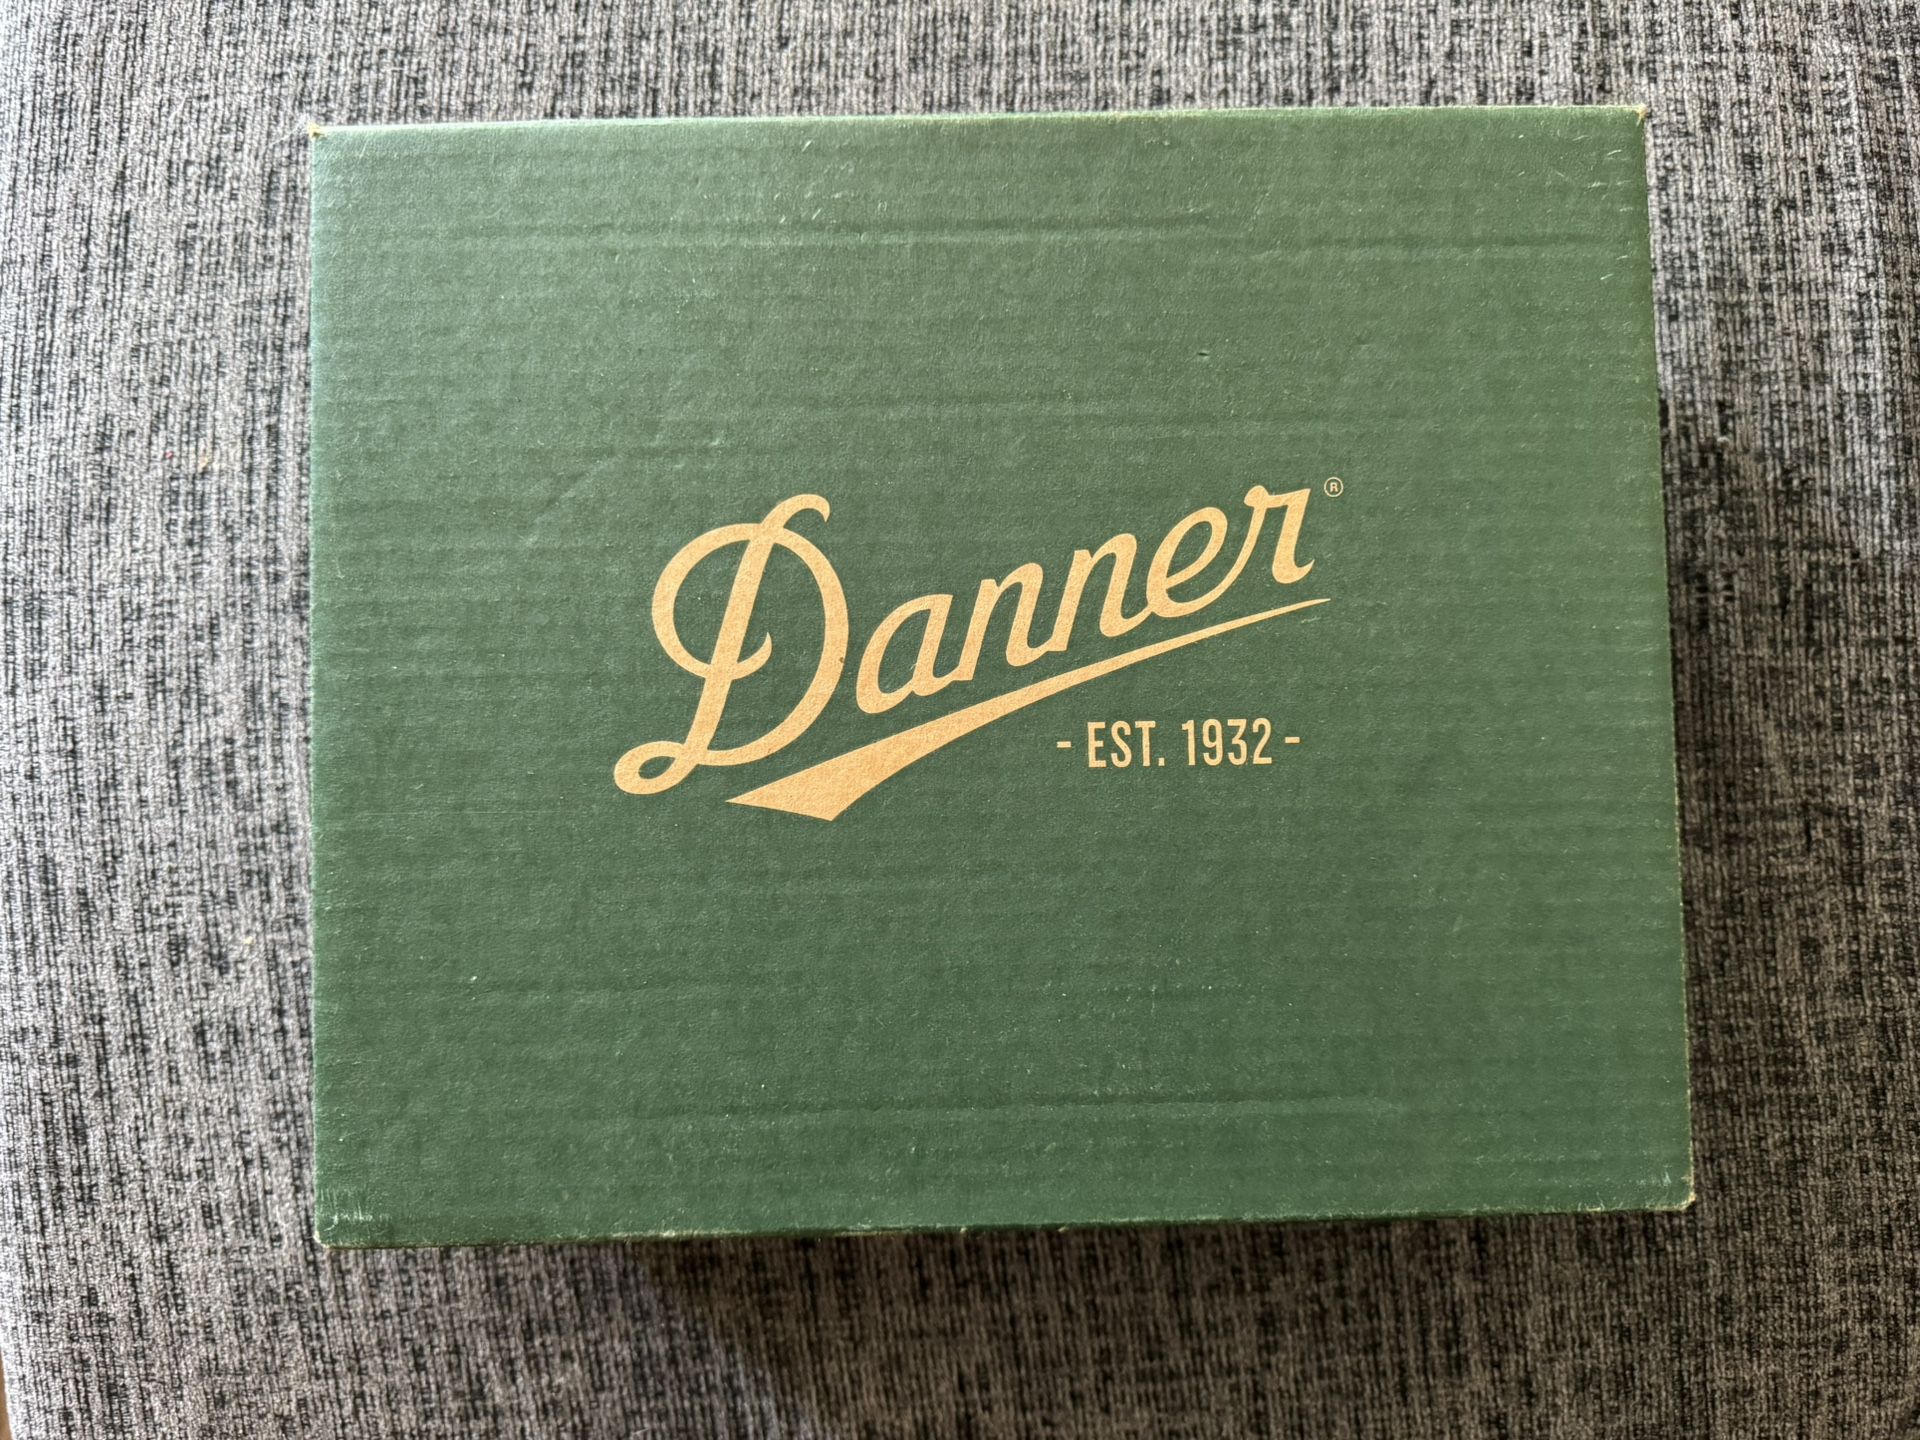 Danner®
- EST. 1932 -